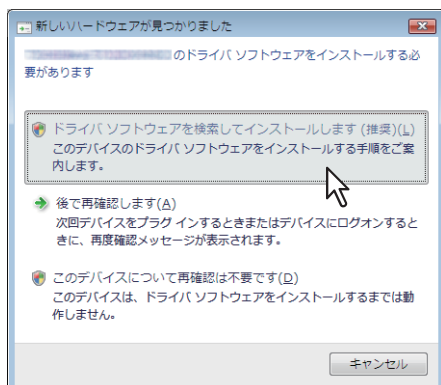 新しいハードウェアが見つかりました
のドライバ ソフトウェアをインストールする必
要があります
ドライバ ソフトウェアを検索してインストールします (推奨)(L)
このデバイスのドライバ ソフトウェアをインストールする手順をご案
内します。
後で再確認します(A)
次回デバイスをプラグ インするときまたはデバイスにログオンすると
きに、再度確認メッセージが表示されます。
このデバイスについて再確認は不要です(D)
このデバイスは、ドライバ ソフトウェアをインストールするまでは動
作しません。
キャンセル